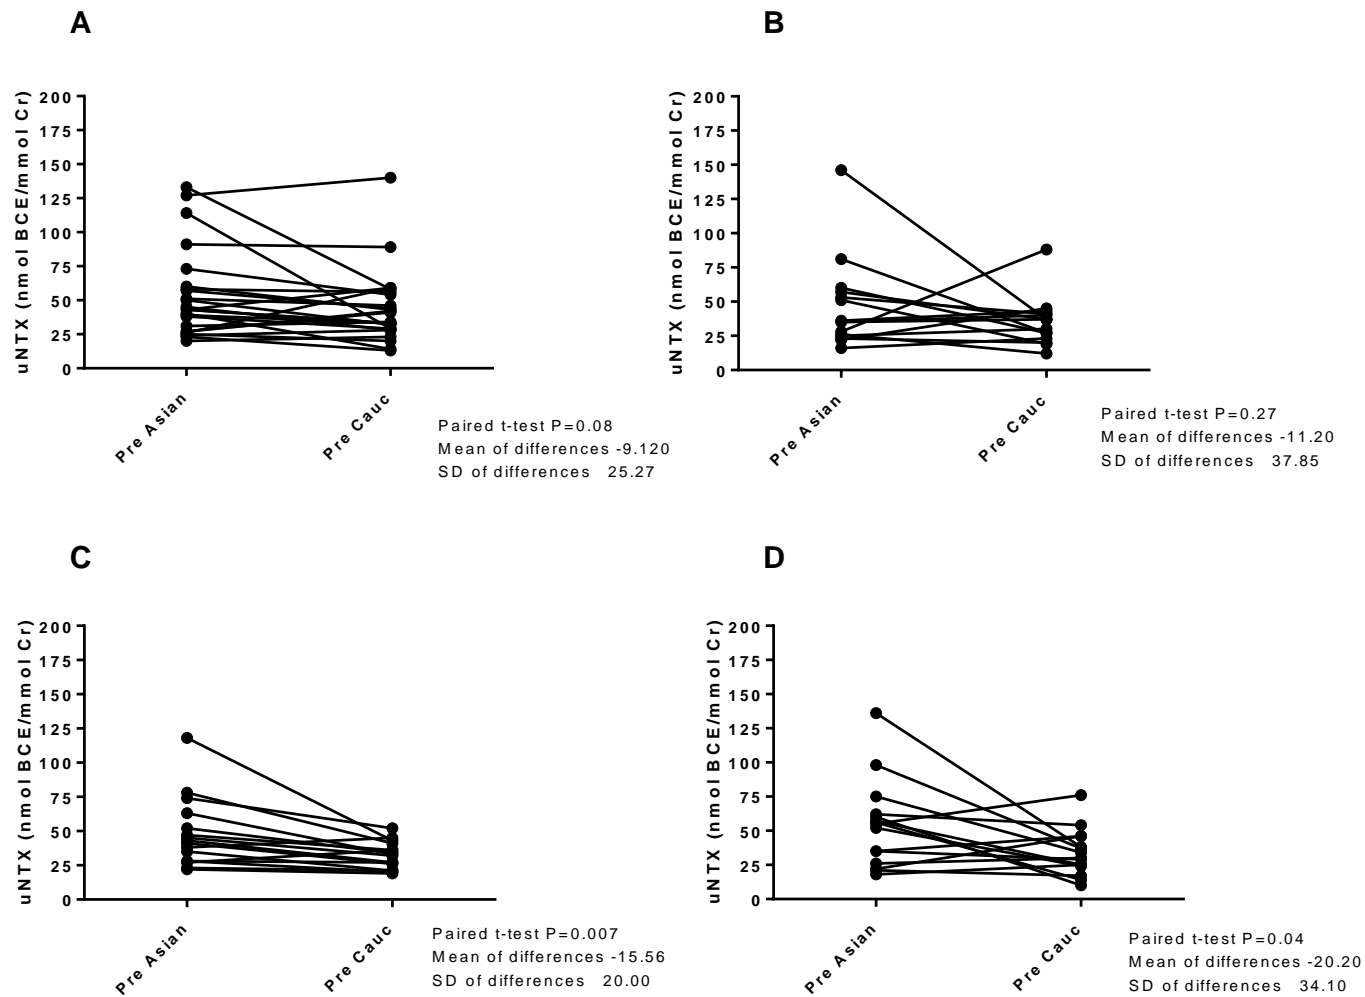 A
uNTX (nmol BCE/mmol Cr)
200
175
150
125
100
75
50
25
0
Pre Asian
Pre Cauc
Paired t-test P=0.08
Mean of differences -9.120
SD of differences 25.27
B
uNTX (nmol BCE/mmol Cr)
200
175
150
125
100
75
50
25
0
Pre Asian
Pre Cauc
Paired t-test P=0.27
Mean of differences -11.20
SD of differences 37.85
C
uNTX (nmol BCE/mmol Cr)
200
175
150
125
100
75
50
25
0
Pre Asian
Pre Cauc
Paired t-test P=0.007
Mean of differences -15.56
SD of differences 20.00
D
uNTX (nmol BCE/mmol Cr)
200
175
150
125
100
75
50
25
0
Pre Asian
Pre Cauc
Paired t-test P=0.04
Mean of differences -20.20
SD of differences 34.10